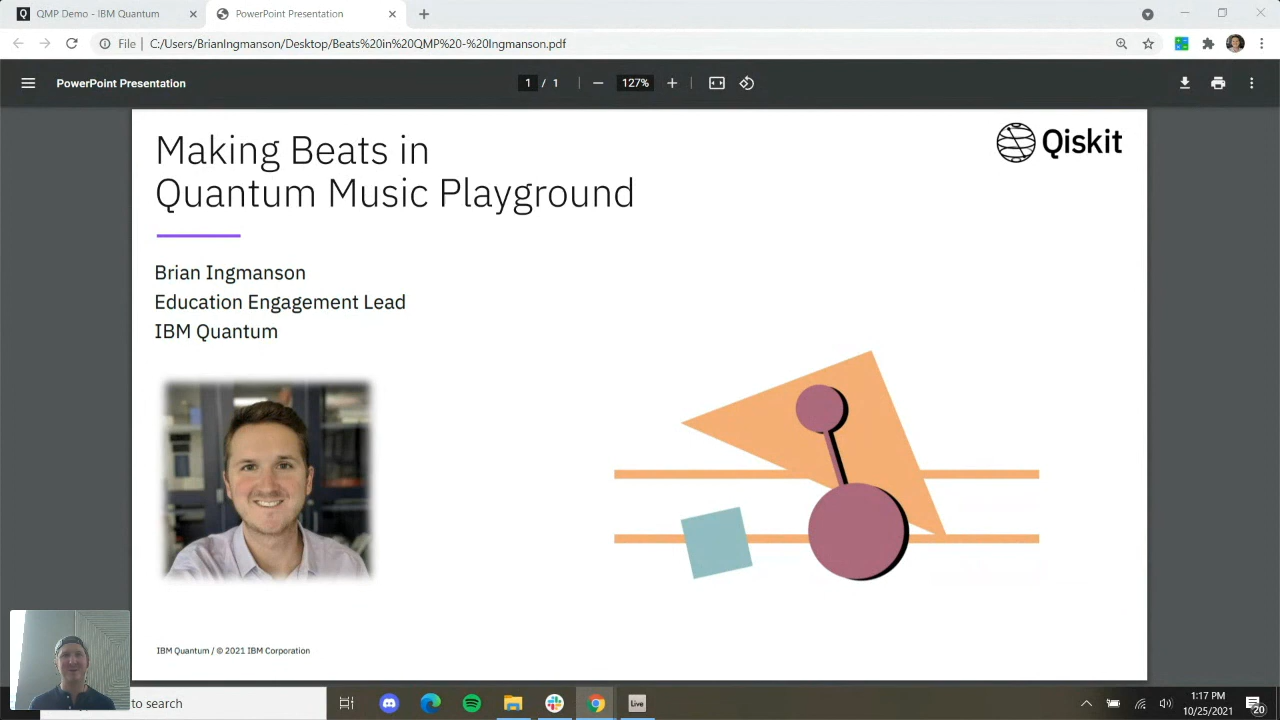 QMP Demo - IBM Quantum
PowerPoint Presentation
File
C:/Users/BrianIngmanson/Desktop/Beats%20in%20QMP%20-%20Ingmanson.pdf
PowerPoint Presentation
1 / 1
127%
Making Beats in
Quantum Music Playground
Qiskit
Brian Ingmanson
Education Engagement Lead
IBM Quantum
IBM Quantum / © 2021 IBM Corporation
to search
Live
1:17 PM
10/25/2021
20